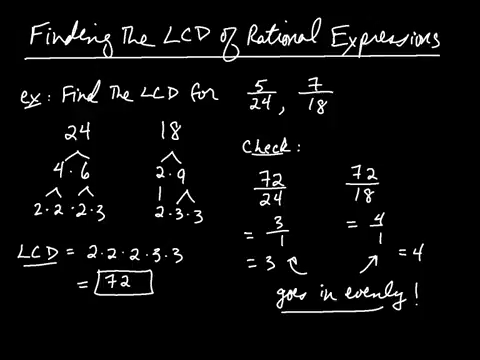 Finding The LCD of Rational Expressions
ex: Find The LCD for 5/24, 7/18
24
4·6
2·2·2·3
18
2·9
2·3·3
LCD = 2·2·2·3·3
= 72
Check:
72/24
= 3/1
= 3
72/18
= 4/1
= 4
goes in evenly!